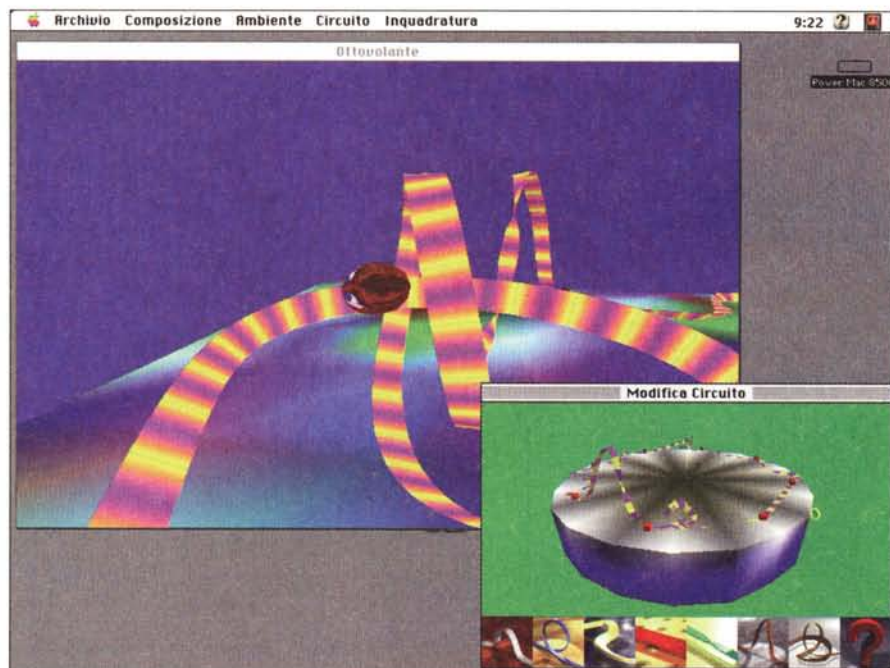 Archivio Composizione Ambiente Circuito Inquadratura 9:22
Ottovolante
Power Mac 850
Modifica Circuito